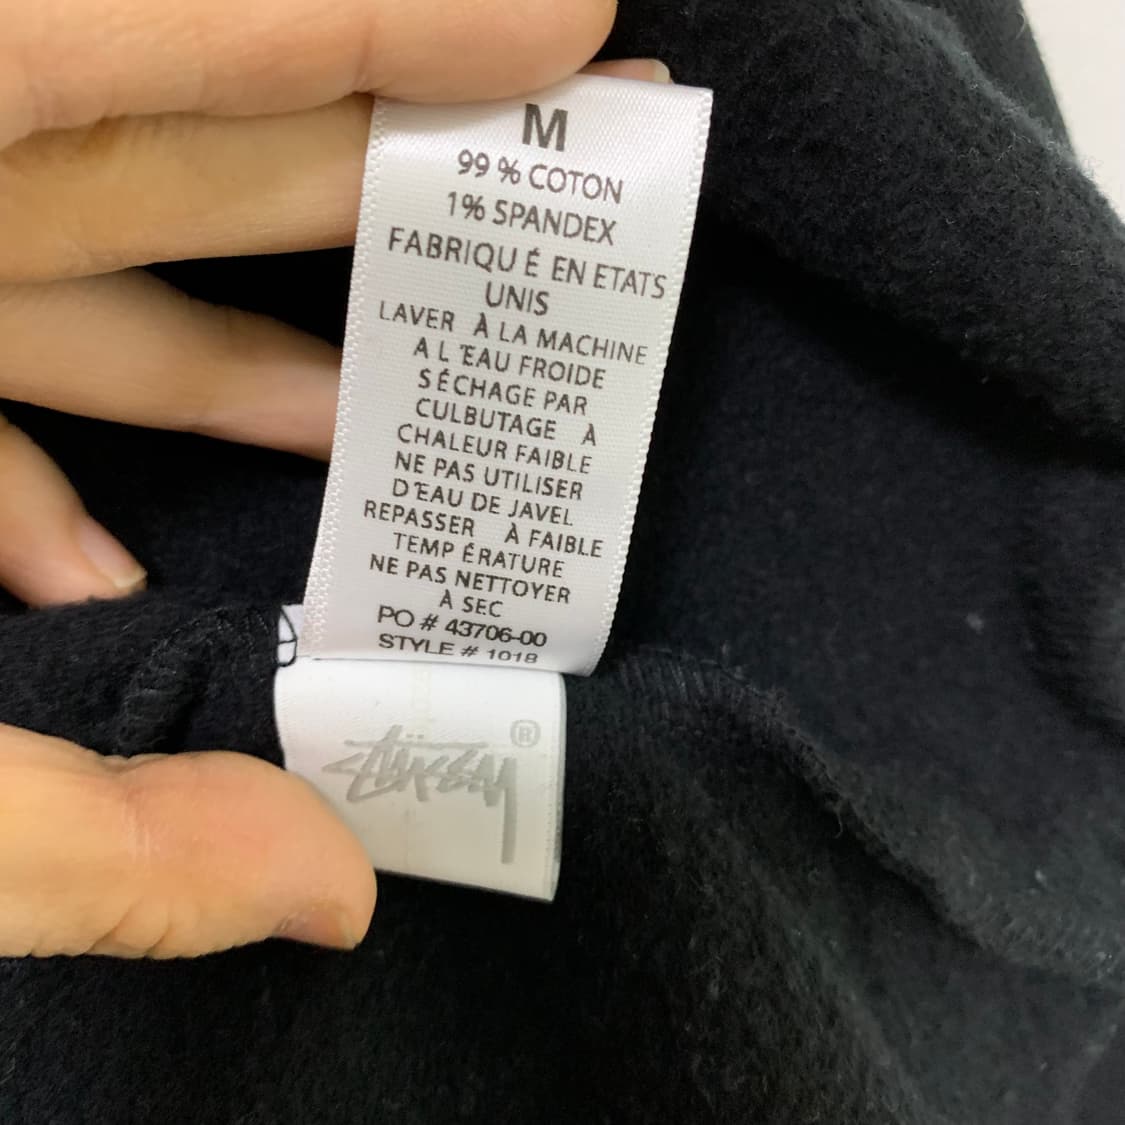 M
99 % COTON
1% SPANDEX
FABRIQU É EN ETATS
UNIS
LAVER À LA MACHINE
A L 'EAU FROIDE
SÉCHAGE PAR
CULBUTAGE À
CHALEUR FAIBLE
NE PAS UTILISER
D'EAU DE JAVEL
REPASSER À FAIBLE
TEMP ÉRATURE
NE PAS NETTOYER
À SEC
PO # 43706-00
STYLE # 1018
Stüssy ®